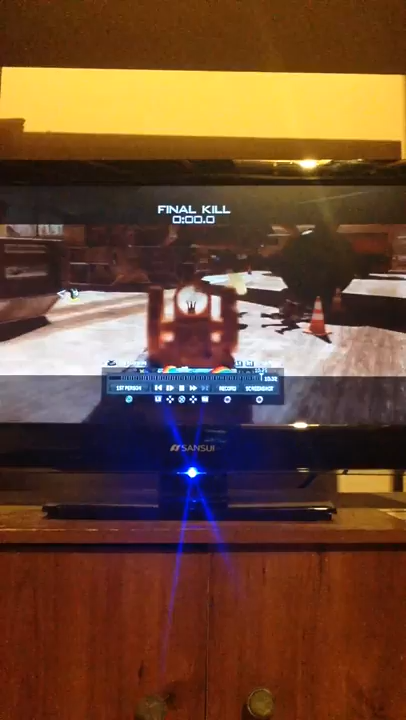 FINAL KILL
0:00.0
1ST PERSON
RECORD
SCREENSHOT
SANSUI